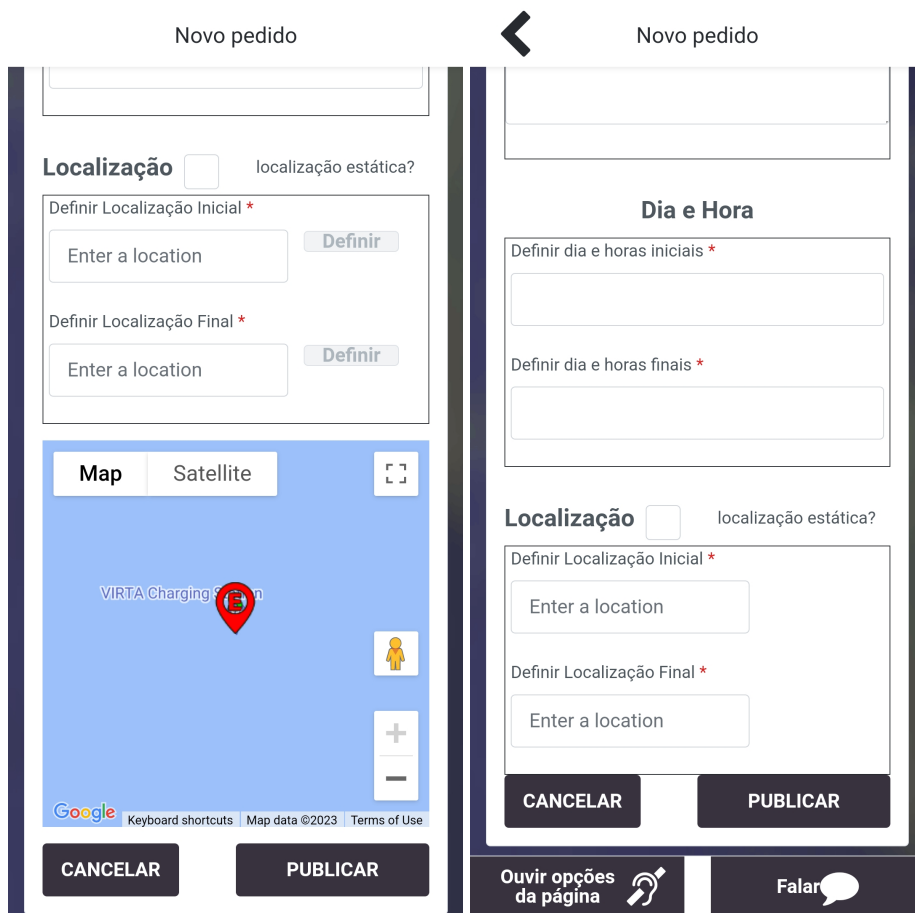 Novo pedido
Localização
localização estática?
Definir Localização Inicial *
Enter a location
Definir
Definir Localização Final *
Enter a location
Definir
Map
Satellite
VIRTA Charging
E
Google
Keyboard shortcuts
Map data ©2023
Terms of Use
CANCELAR
PUBLICAR
Novo pedido
Dia e Hora
Definir dia e horas iniciais *
Definir dia e horas finais *
Localização
localização estática?
Definir Localização Inicial *
Enter a location
Definir Localização Final *
Enter a location
CANCELAR
PUBLICAR
Ouvir opções
da página
Falar